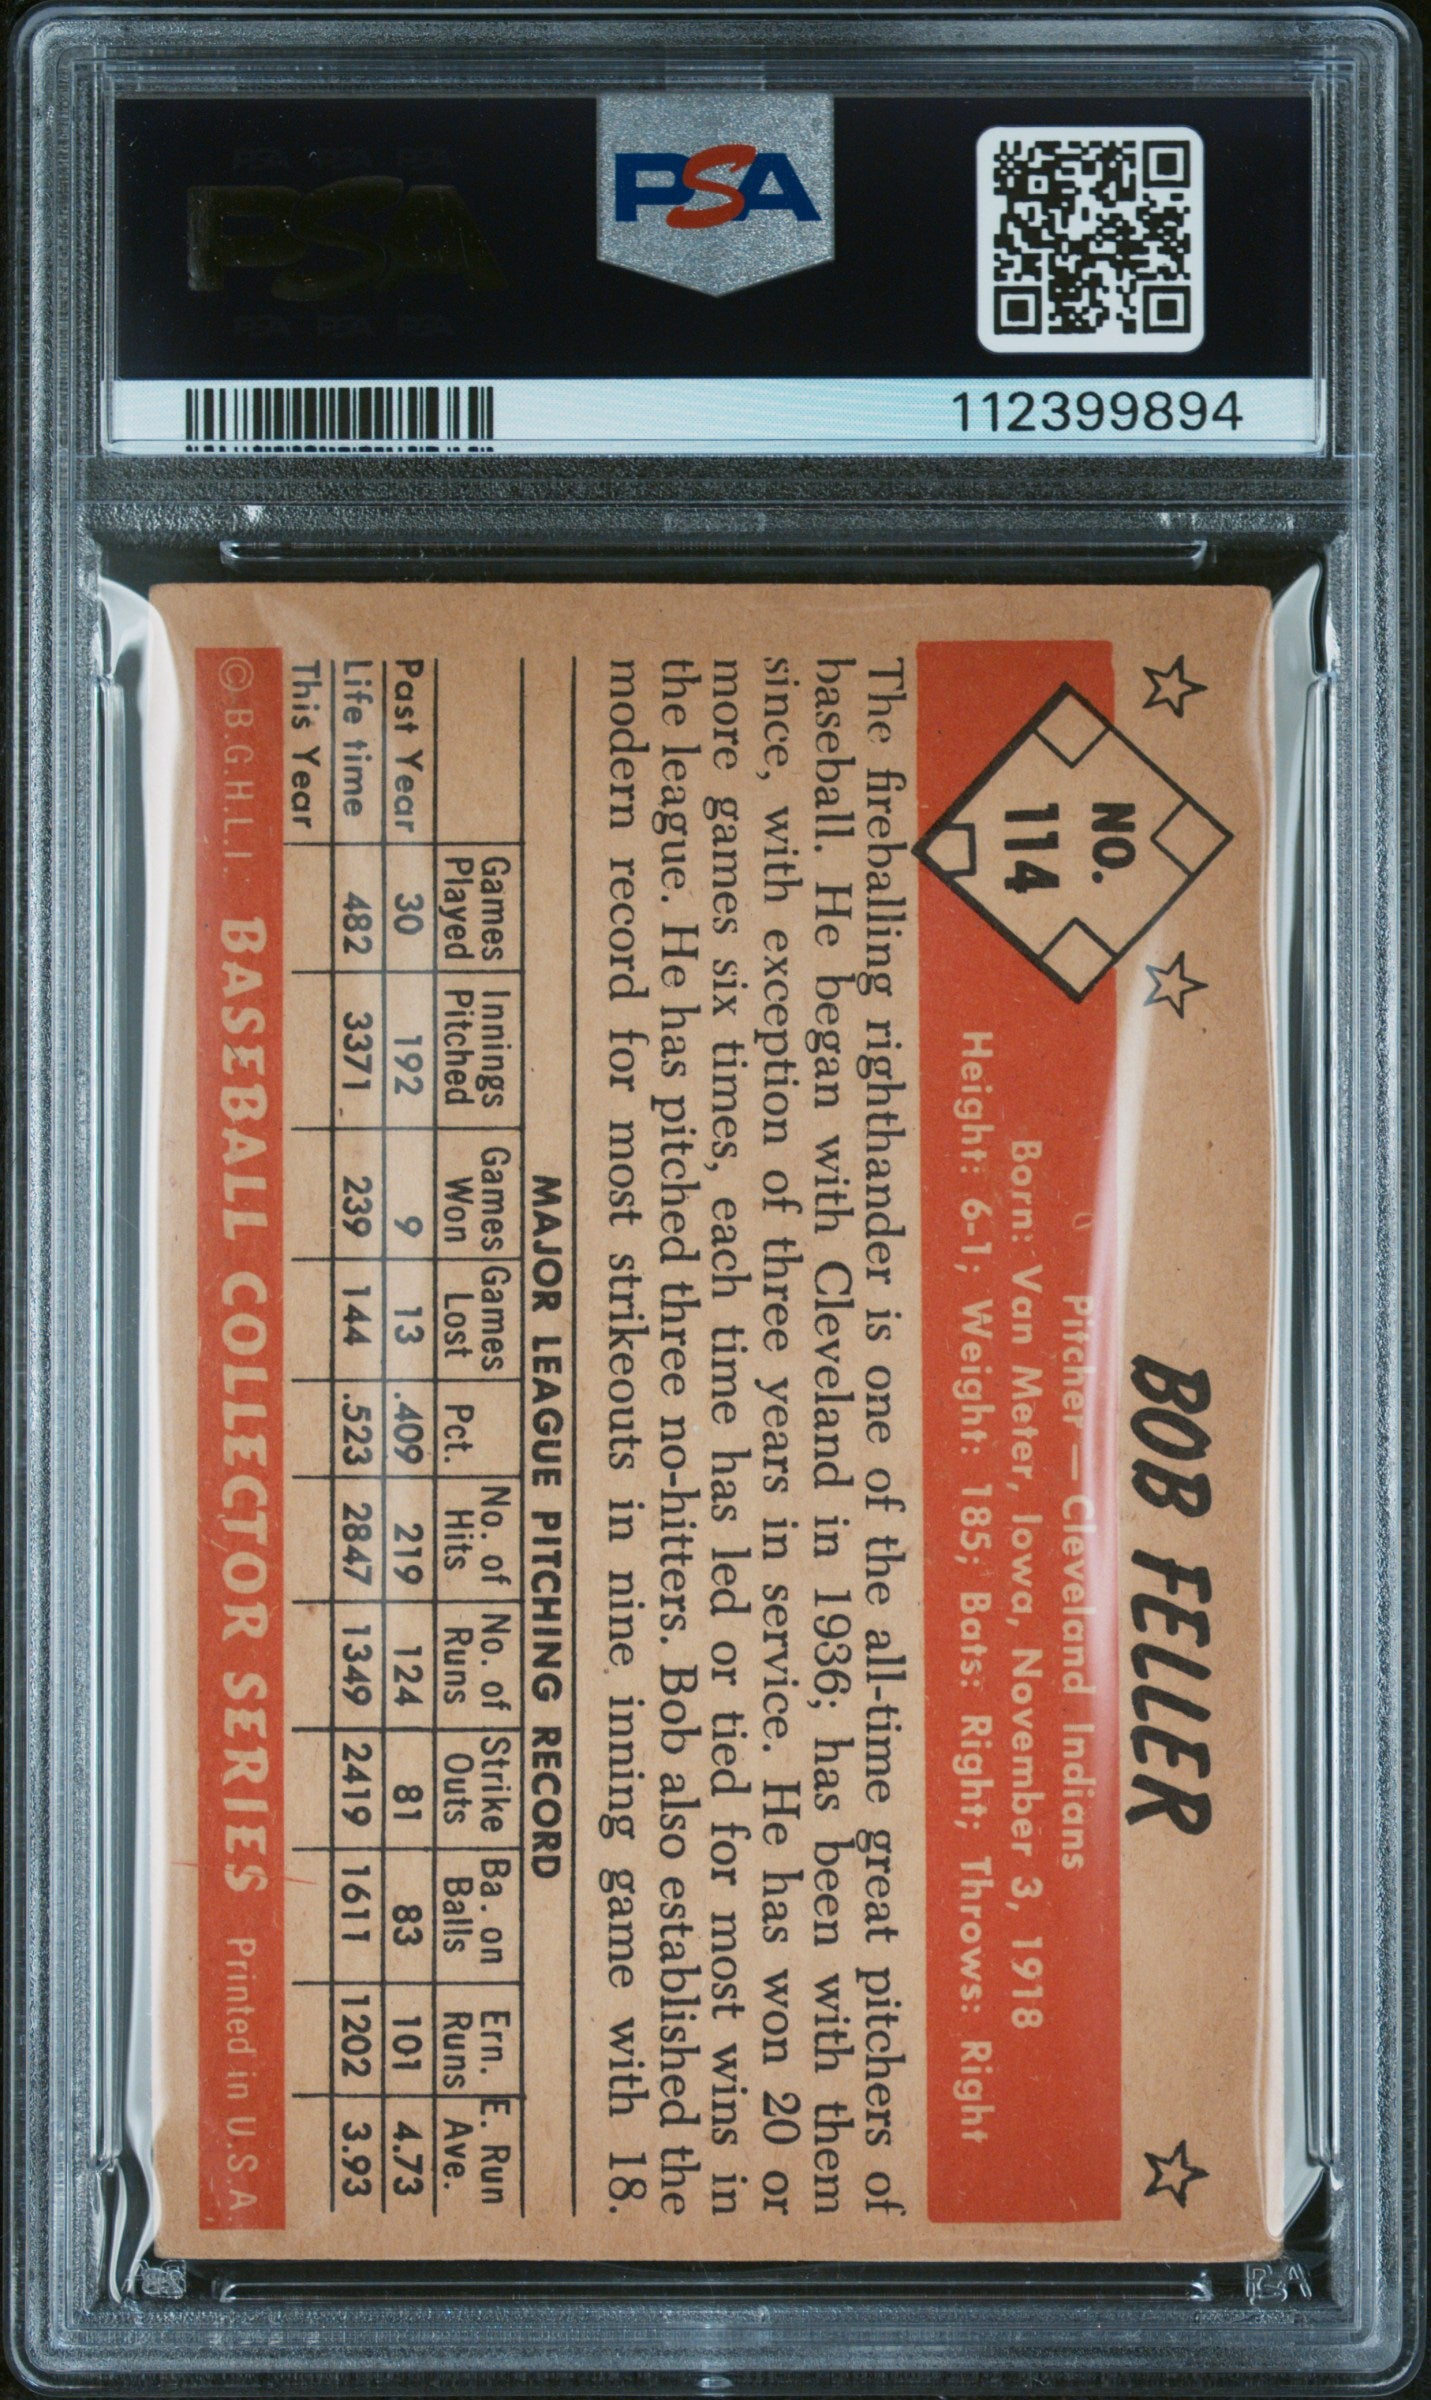 PSA
112399894
NO.
114
BOB FELLER
Pitcher — Cleveland Indians
Born: Van Meter, Iowa, November 3, 1918
Height: 6-1; Weight: 185; Bats: Right; Throws: Right
The fireballing righthander is one of the all-time great pitchers of
baseball. He began with Cleveland in 1936; has been with them
since, with exception of three years in service. He has won 20 or
more games six times, each time has led or tied for most wins in
the league. He has pitched three no-hitters. Bob also established the
modern record for most strikeouts in nine inning game with 18.
MAJOR LEAGUE PITCHING RECORD
Games Innings Games Games No. of No. of Strike Ba. on Ern. E. Run
Played Pitched Won Lost Pct. Hits Runs Outs Balls Runs Ave.
Past Year 30 192 9 13 .409 219 124 81 83 101 4.73
Life time 482 3371 239 144 .523 2847 1349 2419 1611 1202 3.93
This Year
© B.G.H.L.I. BASEBALL COLLECTOR SERIES Printed in U.S.A.
PSA